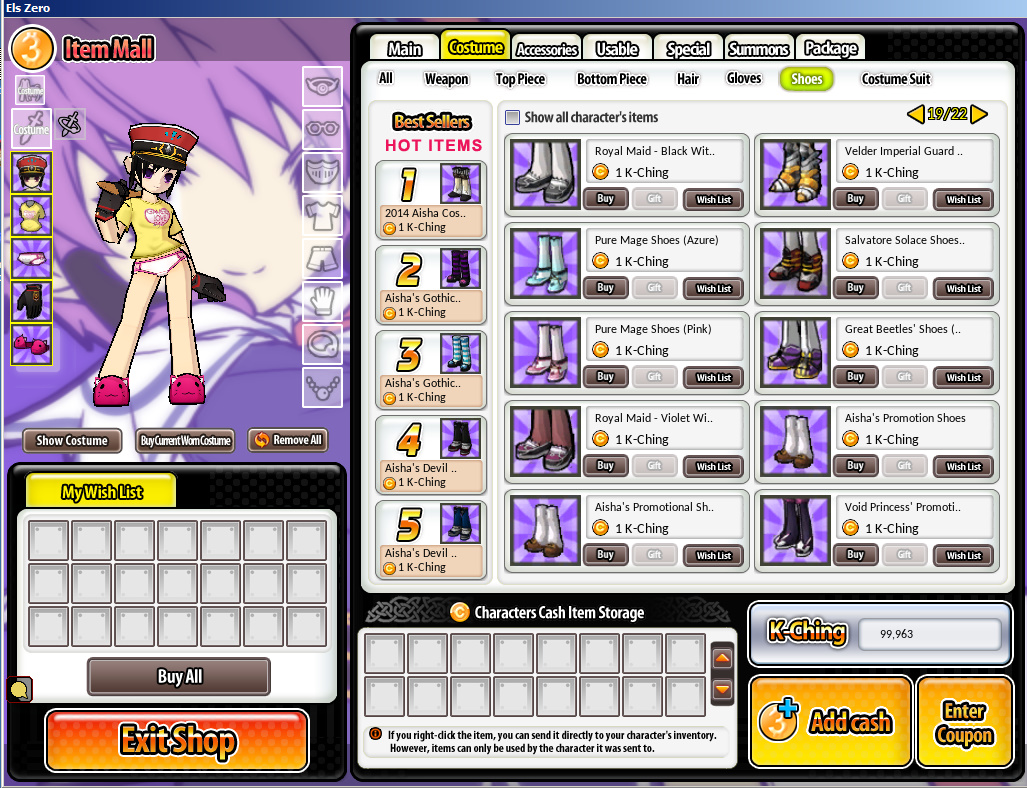 Els Zero
3
Item Mall
Costume
Main
Costume
Accessories
Usable
Special
Summons
Package
All
Weapon
Top Piece
Bottom Piece
Hair
Gloves
Shoes
Costume Suit
Best Sellers
HOT ITEMS
1
2014 Aisha Cos..
C 1 K-Ching
2
Aisha's Gothic..
C 1 K-Ching
3
Aisha's Gothic..
C 1 K-Ching
4
Aisha's Devil ..
C 1 K-Ching
5
Aisha's Devil ..
C 1 K-Ching
Show all character's items
19/22
Royal Maid - Black Wit..
C 1 K-Ching
Buy Gift Wish List
Velder Imperial Guard ..
C 1 K-Ching
Buy Gift Wish List
Pure Mage Shoes (Azure)
C 1 K-Ching
Buy Gift Wish List
Salvatore Solace Shoes..
C 1 K-Ching
Buy Gift Wish List
Pure Mage Shoes (Pink)
C 1 K-Ching
Buy Gift Wish List
Great Beetles' Shoes (..
C 1 K-Ching
Buy Gift Wish List
Royal Maid - Violet Wi..
C 1 K-Ching
Buy Gift Wish List
Aisha's Promotion Shoes
C 1 K-Ching
Buy Gift Wish List
Aisha's Promotional Sh..
C 1 K-Ching
Buy Gift Wish List
Void Princess' Promoti..
C 1 K-Ching
Buy Gift Wish List
Show Costume
Buy Current Worn Costume
Remove All
My Wish List
Buy All
Exit Shop
C Characters Cash Item Storage
If you right-click the item, you can send it directly to your character's inventory.
However, items can only be used by the character it was sent to.
K-Ching
99,963
3 Add cash
Enter
Coupon